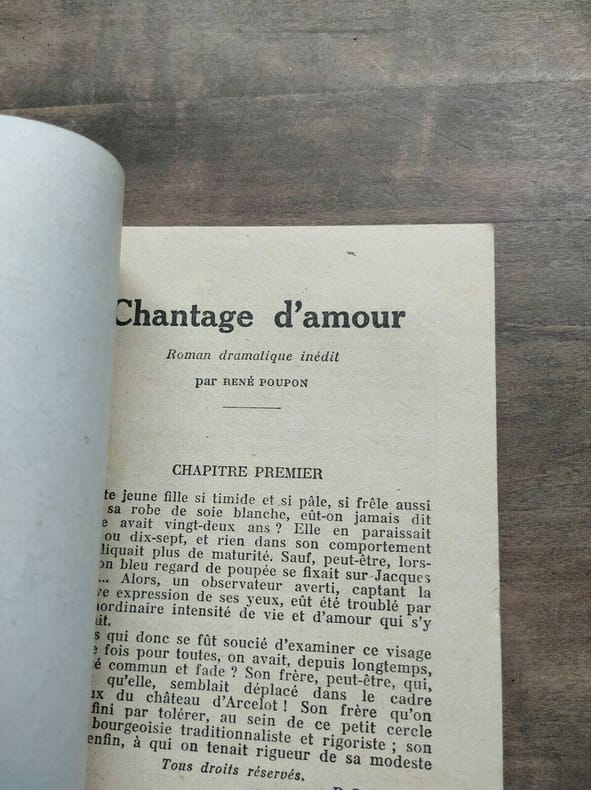 Chantage d'amour
Roman dramatique inédit
par RENÉ POUPON
CHAPITRE PREMIER
te jeune fille si timide et si pâle, si frêle aussi
sa robe de soie blanche, eût-on jamais dit
e avait vingt-deux ans ? Elle en paraissait
ou dix-sept, et rien dans son comportement
liquait plus de maturité. Sauf, peut-être, lors-
on bleu regard de poupée se fixait sur Jacques
... Alors, un observateur averti, captant la
ve expression de ses yeux, eût été troublé par
aordinaire intensité de vie et d'amour qui s'y
it.
s qui donc se fût soucié d'examiner ce visage
e fois pour toutes, on avait, depuis longtemps,
é commun et fade ? Son frère, peut-être, qui,
qu'elle, semblait déplacé dans le cadre
ux du château d'Arcelot ! Son frère qu'on
fini par tolérer, au sein de ce petit cercle
bourgeoisie traditionnaliste et rigoriste ; son
enfin, à qui on tenait rigueur de sa modeste
Tous droits réservés.